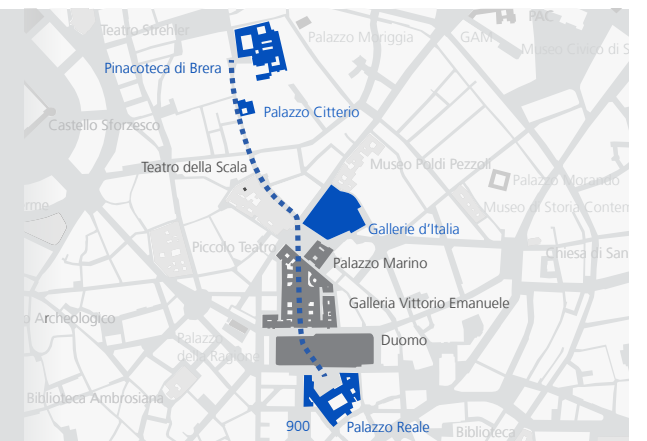 Teatro Strehler
PAC
Palazzo Moriggia
GAM
Museo Civico di S
Pinacoteca di Brera
Palazzo Citterio
Castello Sforzesco
Teatro della Scala
Museo Poldi Pezzoli
Palazzo Morando
rme
Museo di Storia Contem
Gallerie d'Italia
Piccolo Teatro
Chiesa di San
Palazzo Marino
Galleria Vittorio Emanuele
o Archeologico
Palazzo
della Ragione
Duomo
Biblioteca Ambrosiana
900
Palazzo Reale
Biblioteca